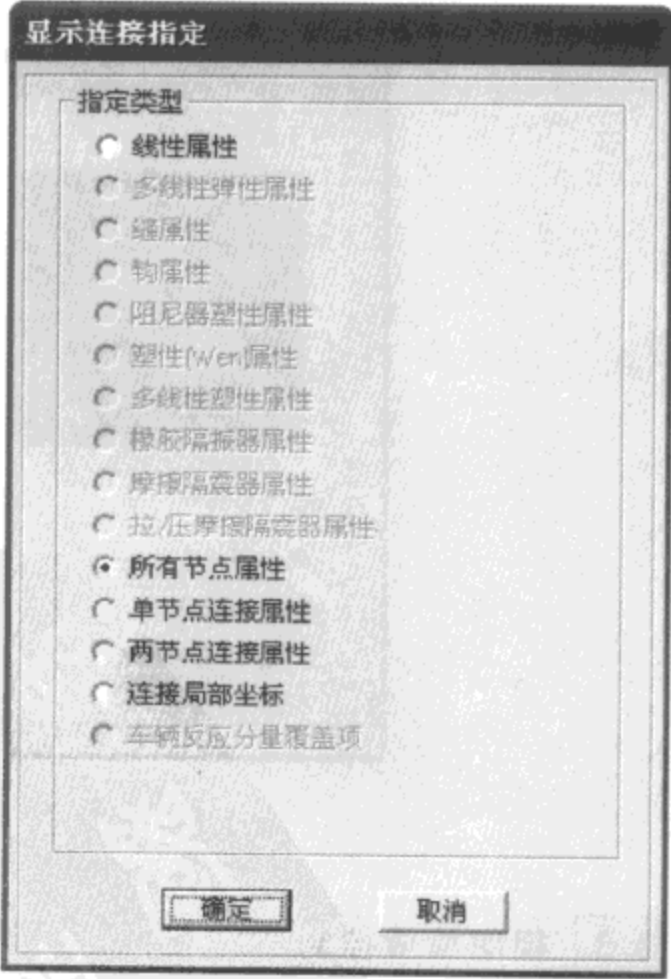 显示连接指定
指定类型
线性属性
多线性弹性属性
缝属性
钩属性
阻尼器塑性属性
塑性(Wen)属性
多线性塑性属性
橡胶隔振器属性
摩擦隔震器属性
拉/压摩擦隔震器属性
所有节点属性
单节点连接属性
两节点连接属性
连接局部坐标
车辆反应分量覆盖项
确定
取消